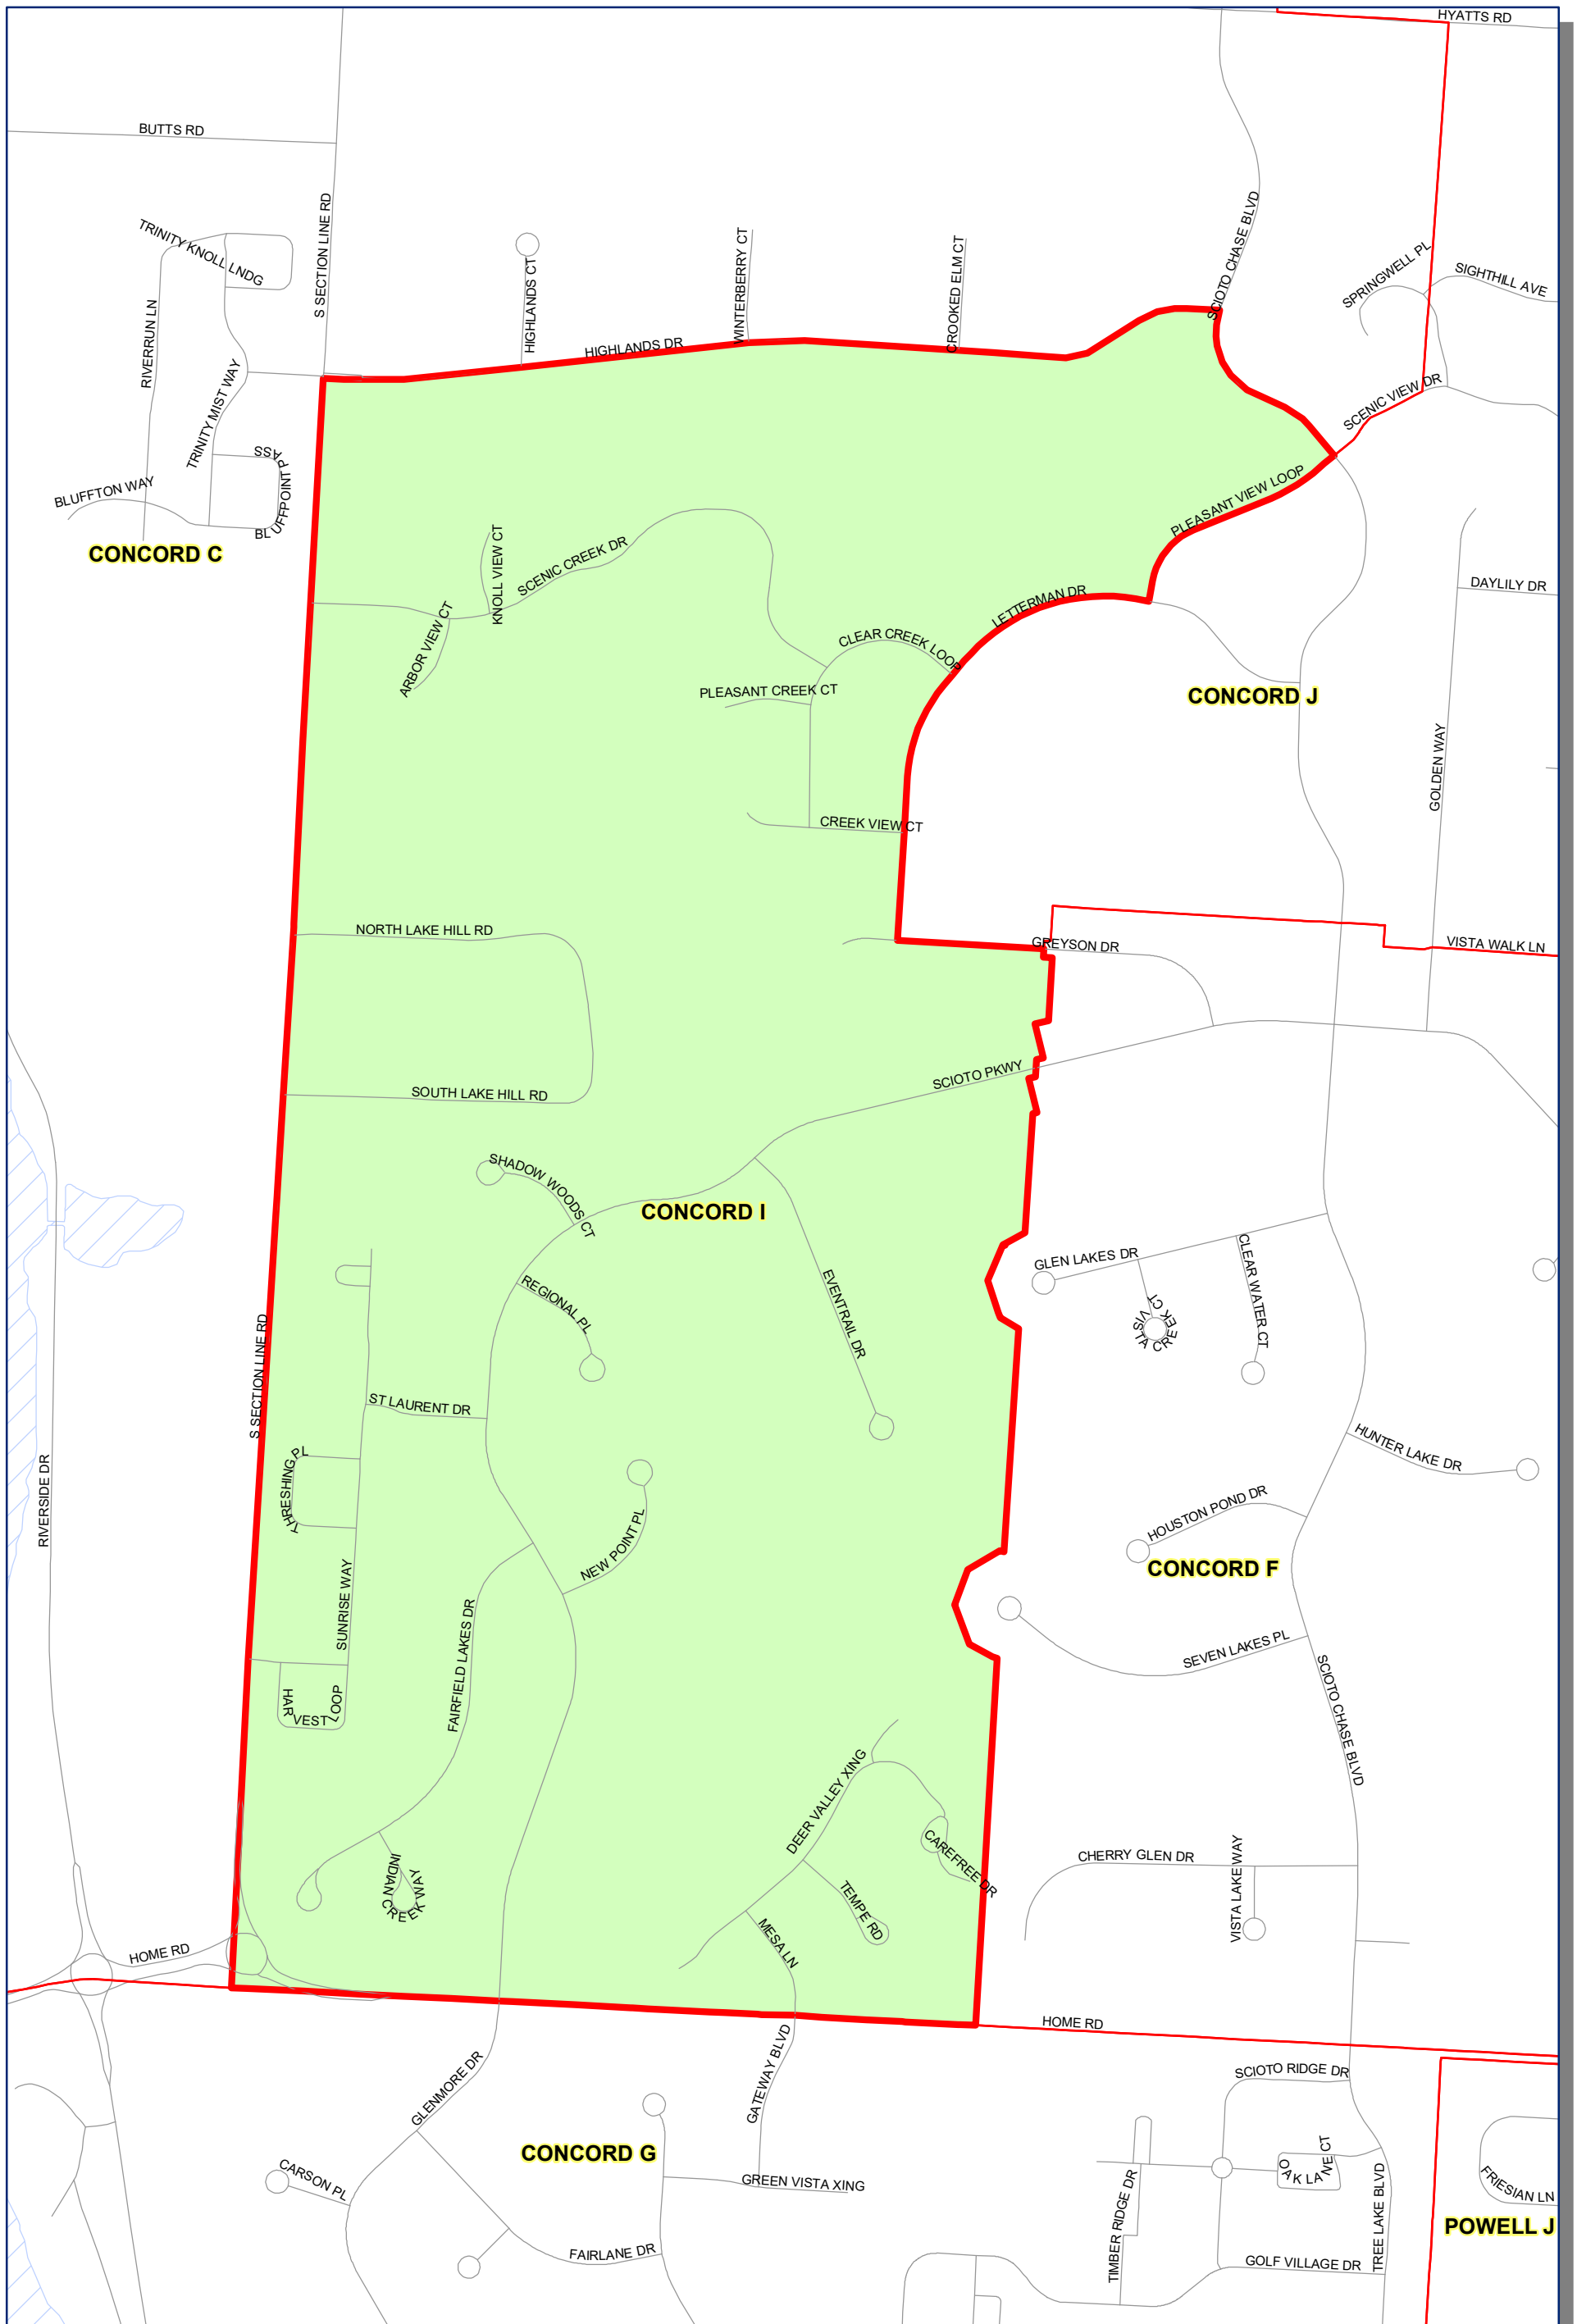 HYATTS RD
BUTTS RD
S SECTION LINE RD
TRINITY KNOLL LNDG
RIVERRUN LN
TRINITY MIST WAY
BLUFFPOINT PASS
BLUFFTON WAY
CONCORD C
HIGHLANDS CT
HIGHLANDS DR
WINTERBERRY CT
CROOKED ELM CT
SCIOTO CHASE BLVD
SPRINGWELL PL
SIGHTHILL AVE
SCENIC VIEW DR
PLEASANT VIEW LOOP
KNOLL VIEW CT
SCENIC CREEK DR
ARBOR VIEW CT
LETTERMAN DR
CLEAR CREEK LOOP
PLEASANT CREEK CT
DAYLILY DR
CONCORD J
GOLDEN WAY
CREEK VIEW CT
NORTH LAKE HILL RD
GREYSON DR
VISTA WALK LN
SCIOTO PKWY
SOUTH LAKE HILL RD
SHADOW WOODS CT
CONCORD I
GLEN LAKES DR
CLEAR WATER CT
VISTA CREEK CT
REGIONAL PL
EVENTRAIL DR
S SECTION LINE RD
ST LAURENT DR
HUNTER LAKE DR
THRESHING PL
RIVERSIDE DR
HOUSTON POND DR
NEW POINT PL
CONCORD F
SUNRISE WAY
FAIRFIELD LAKES DR
SEVEN LAKES PL
SCIOTO CHASE BLVD
HARVEST LOOP
DEER VALLEY XING
CAREFREE DR
CHERRY GLEN DR
VISTA LAKE WAY
INDIAN CREEK WAY
TEMPE RD
MESA LN
HOME RD
HOME RD
GATEWAY BLVD
GLENMORE DR
SCIOTO RIDGE DR
CONCORD G
CARSON PL
GREEN VISTA XING
OAK LANE CT
TIMBER RIDGE DR
TREE LAKE BLVD
FRIESIAN LN
POWELL J
FAIRLANE DR
GOLF VILLAGE DR